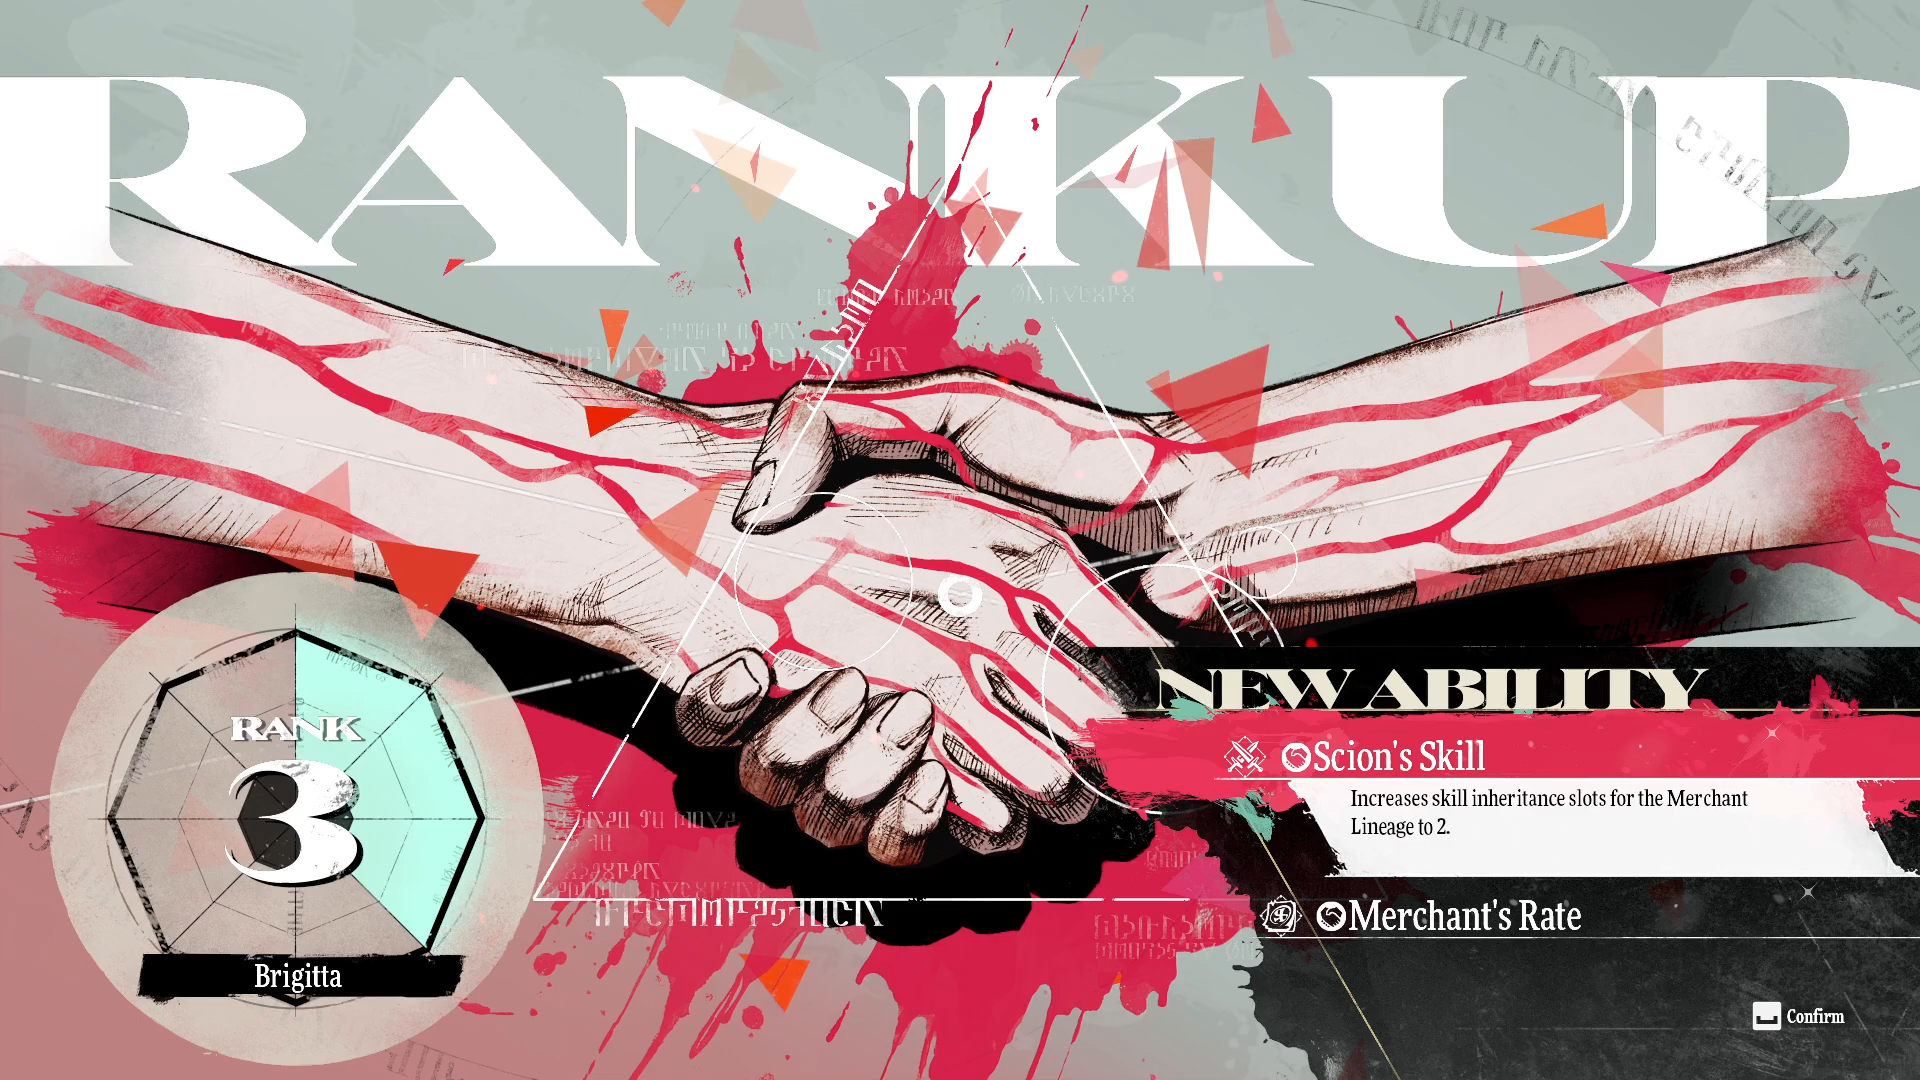 RANK UP
RANK
3
Brigitta
NEW ABILITY
Scion's Skill
Increases skill inheritance slots for the Merchant
Lineage to 2.
Merchant's Rate
Confirm